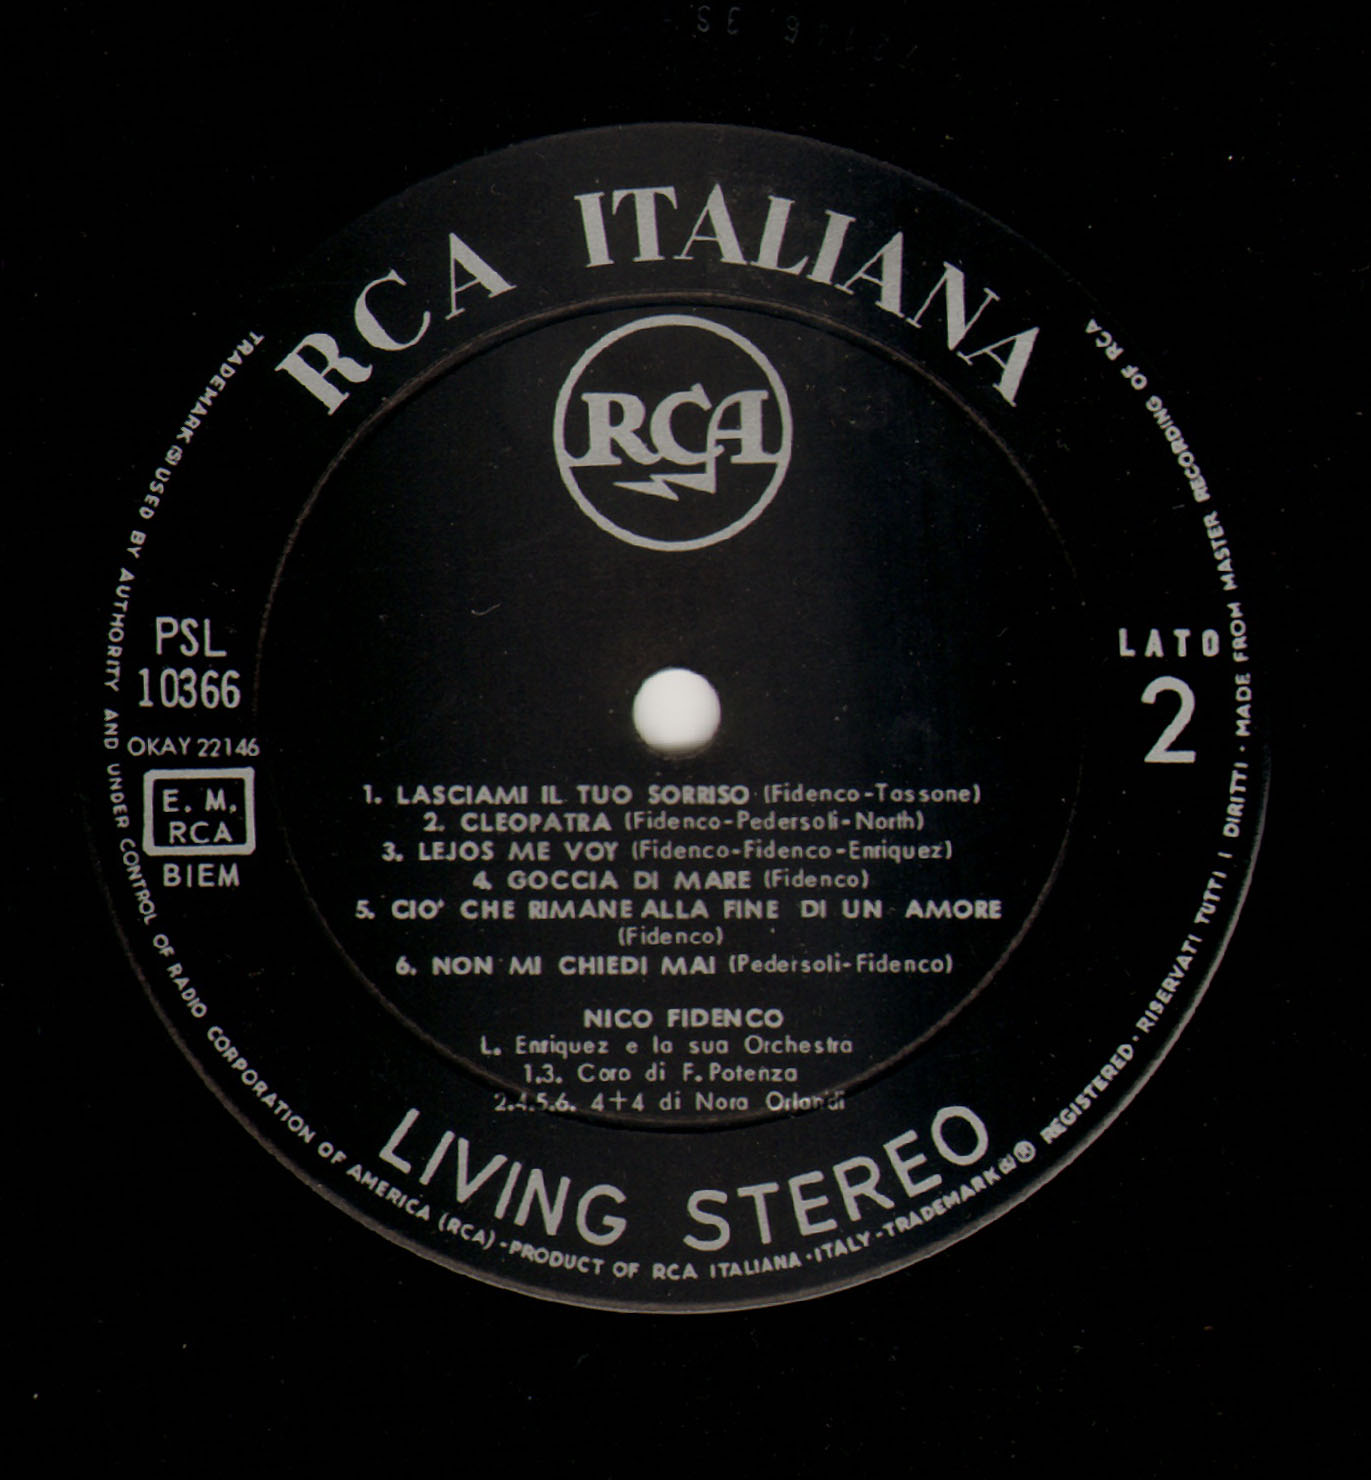 RCA ITALIANA
RCA
PSL
10366
OKAY 22146
E. M.
RCA
BIEM
LATO
2
1. LASCIAMI IL TUO SORRISO (Fidenco-Tassone)
2. CLEOPATRA (Fidenco-Pedersoli-North)
3. LEJOS ME VOY (Fidenco-Fidenco-Enriquez)
4. GOCCIA DI MARE (Fidenco)
5. CIO' CHE RIMANE ALLA FINE DI UN AMORE
(Fidenco)
6. NON MI CHIEDI MAI (Pedersoli-Fidenco)
NICO FIDENCO
L. Enriquez e la sua Orchestra
1.3. Coro di F. Potenza
2.4.5.6. 4+4 di Nora Orlandi
LIVING STEREO
TRADEMARK (S) USED BY AUTHORITY AND UNDER CONTROL OF RADIO CORPORATION OF AMERICA (RCA) - PRODUCT OF RCA ITALIANA · ITALY - TRADEMARK ® REGISTERED · RISERVATI TUTTI I DIRITTI · MADE FROM MASTER RECORDING OF RCA